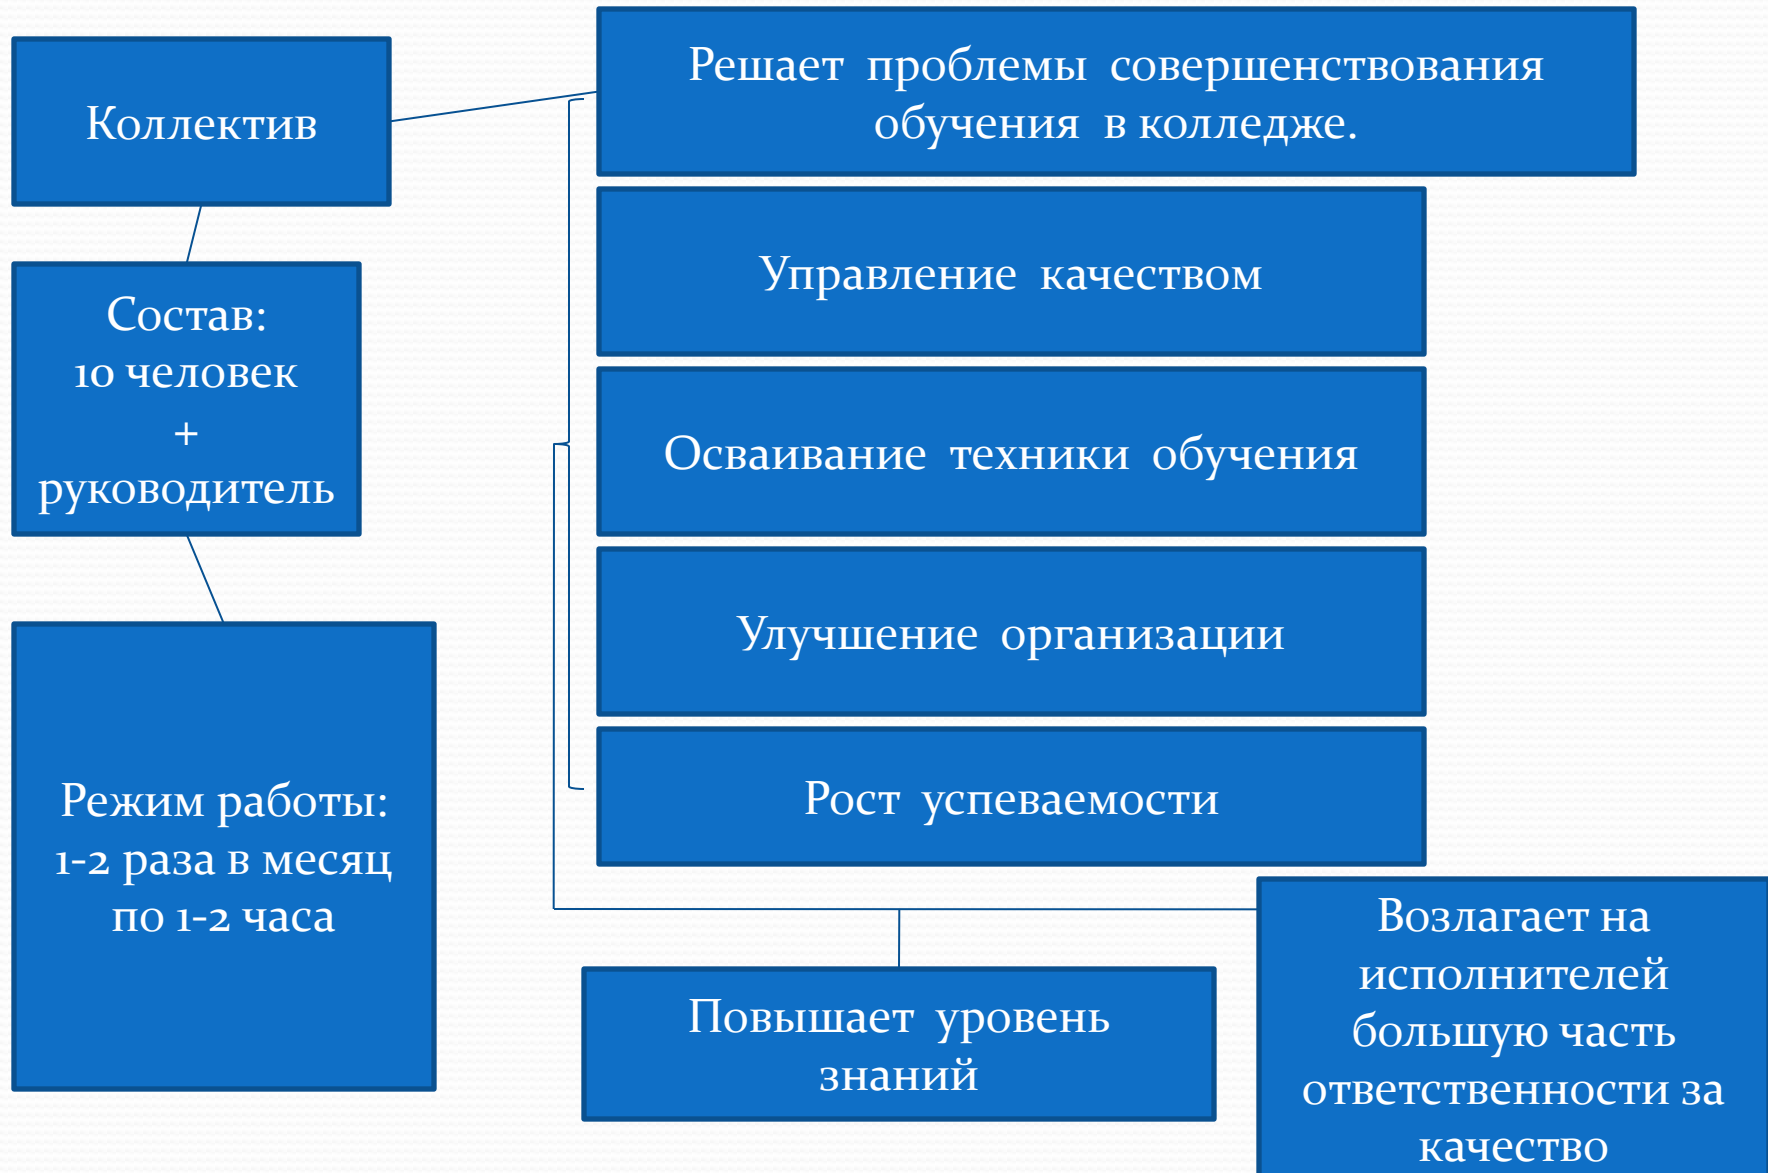 Коллектив
Состав:
10 человек
+
руководитель
Режим работы:
1-2 раза в месяц
по 1-2 часа
Решает проблемы совершенствования
обучения в колледже.
Управление качеством
Осваивание техники обучения
Улучшение организации
Рост успеваемости
Повышает уровень
знаний
Возлагает на
исполнителей
большую часть
ответственности за
качество